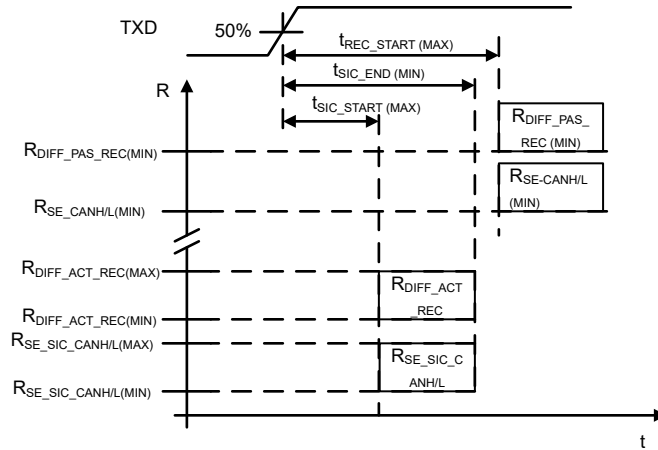 TXD
50%
tREC_START (MAX)
tSIC_END (MIN)
tSIC_START (MAX)
R
RDIFF_PAS_
REC (MIN)
RDIFF_PAS_REC(MIN)
RSE-CANH/L
(MIN)
RSE_CANH/L(MIN)
RDIFF_ACT_REC(MAX)
RDIFF_ACT
_REC
RDIFF_ACT_REC(MIN)
RSE_SIC_CANH/L(MAX)
RSE_SIC_C
ANH/L
RSE_SIC_CANH/L(MIN)
t